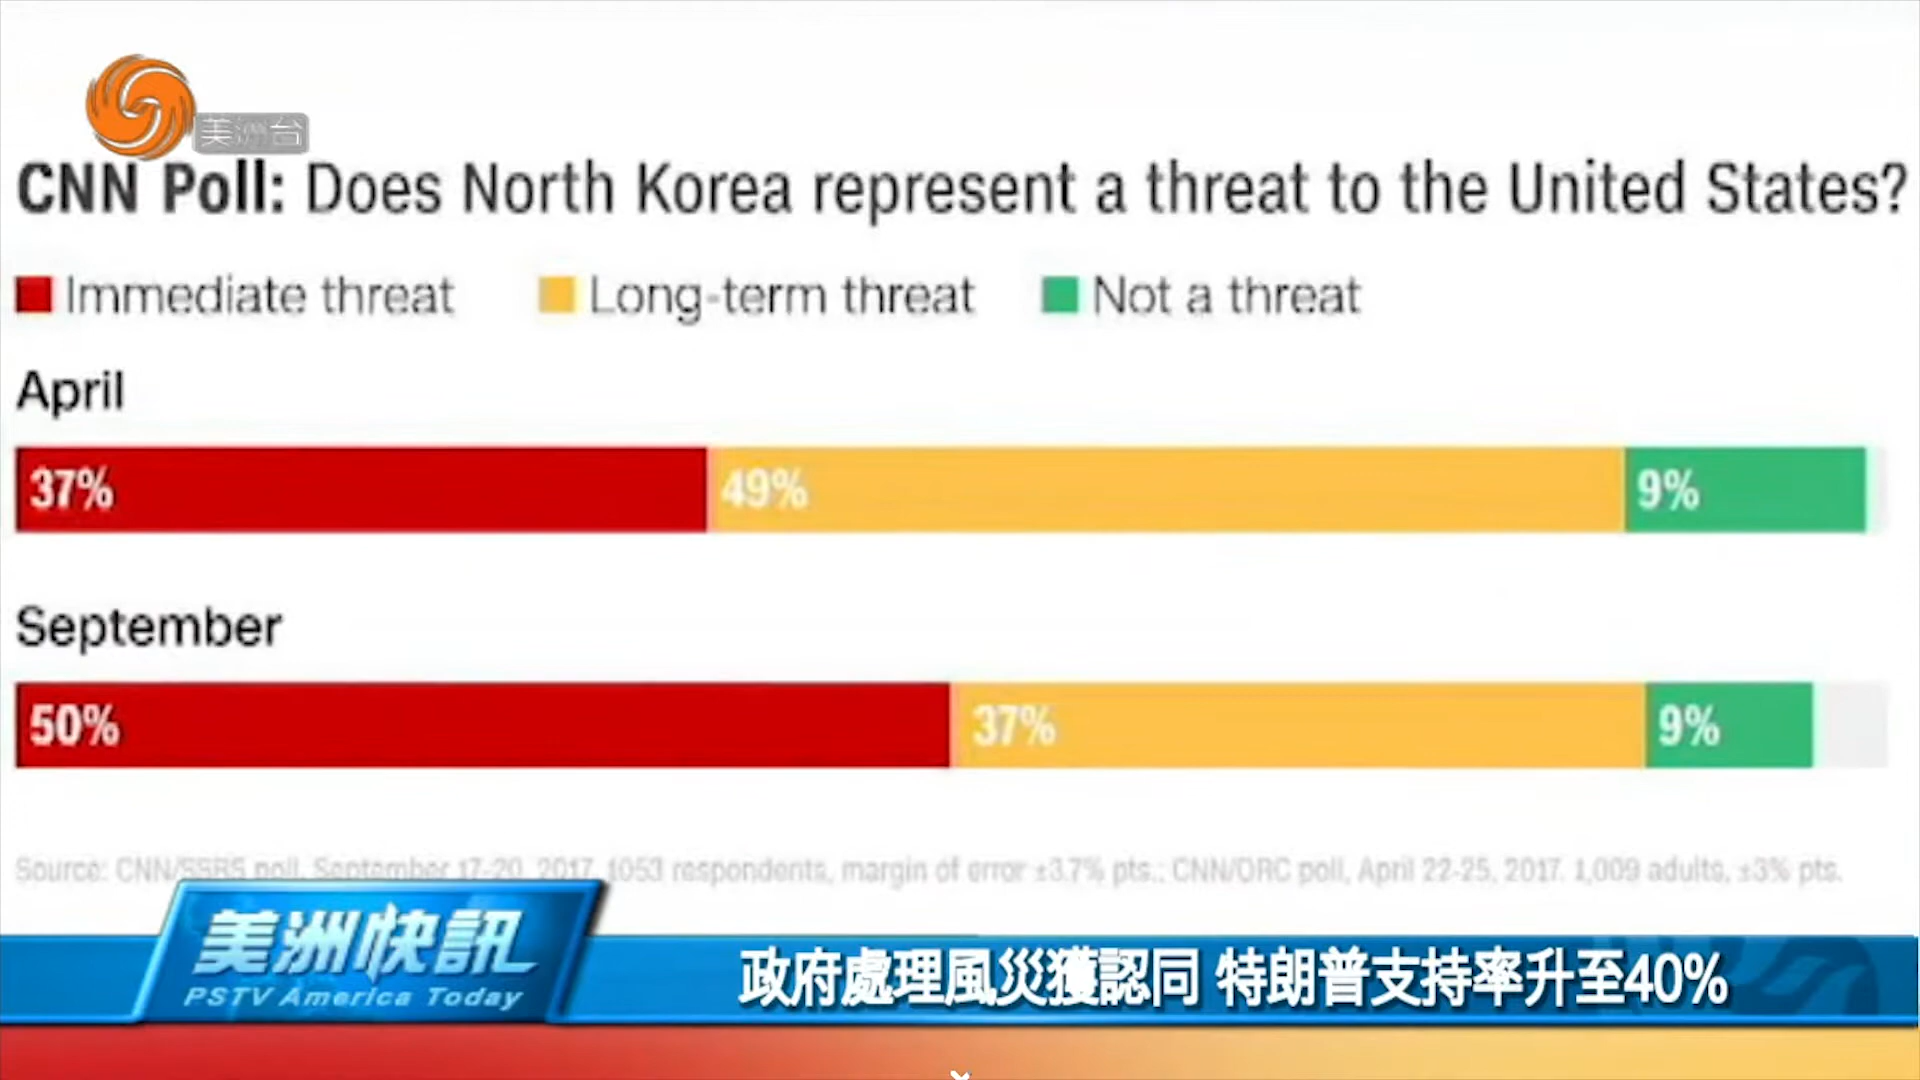 美洲台
CNN Poll: Does North Korea represent a threat to the United States?
Immediate threat Long-term threat Not a threat
April
37% 49% 9%
September
50% 37% 9%
Source: CNN/SSRS poll, September 17-20, 2017, 1053 respondents, margin of error ±3.7% pts.; CNN/ORC poll, April 22-25, 2017. 1,009 adults, ±3% pts.
美洲快訊
PSTV America Today
政府處理風災獲認同 特朗普支持率升至40%